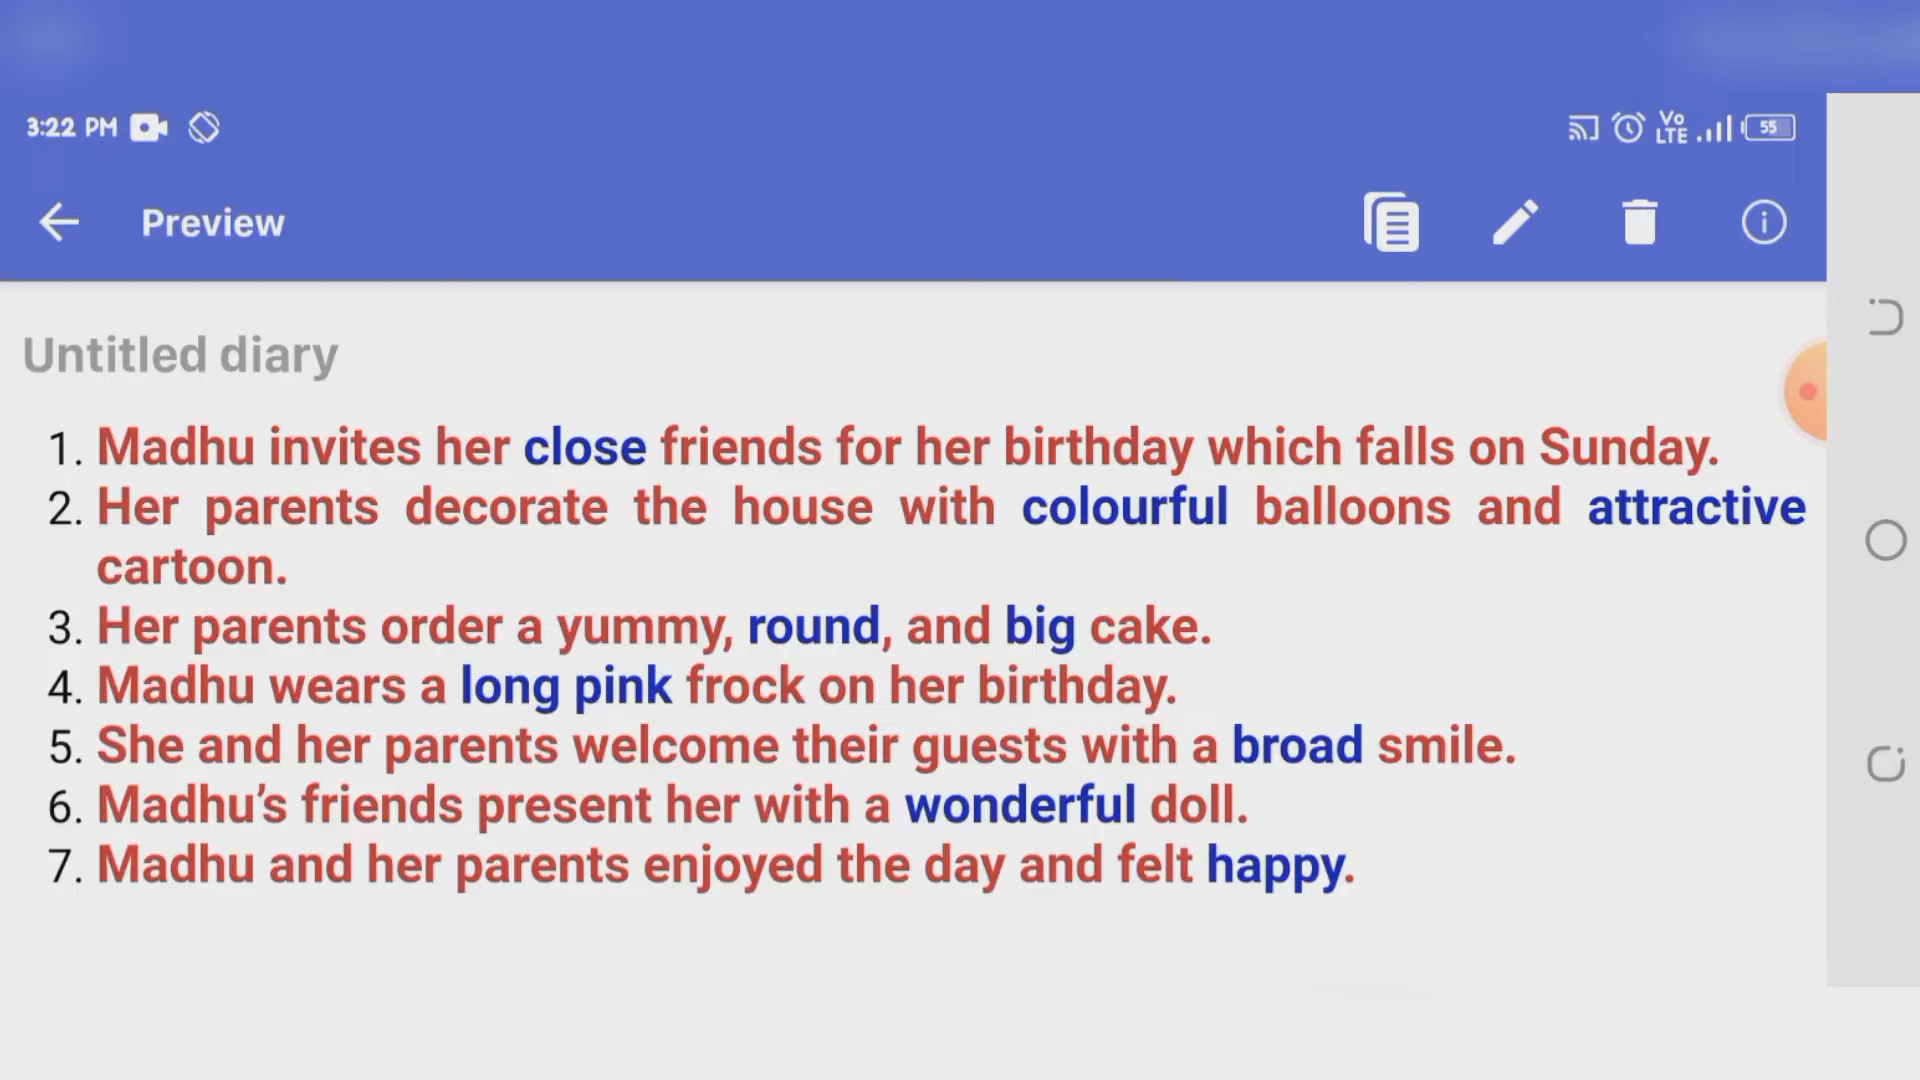 3:22 PM Vo LTE 55
Preview
Untitled diary
1. Madhu invites her close friends for her birthday which falls on Sunday.
2. Her parents decorate the house with colourful balloons and attractive
cartoon.
3. Her parents order a yummy, round, and big cake.
4. Madhu wears a long pink frock on her birthday.
5. She and her parents welcome their guests with a broad smile.
6. Madhu’s friends present her with a wonderful doll.
7. Madhu and her parents enjoyed the day and felt happy.